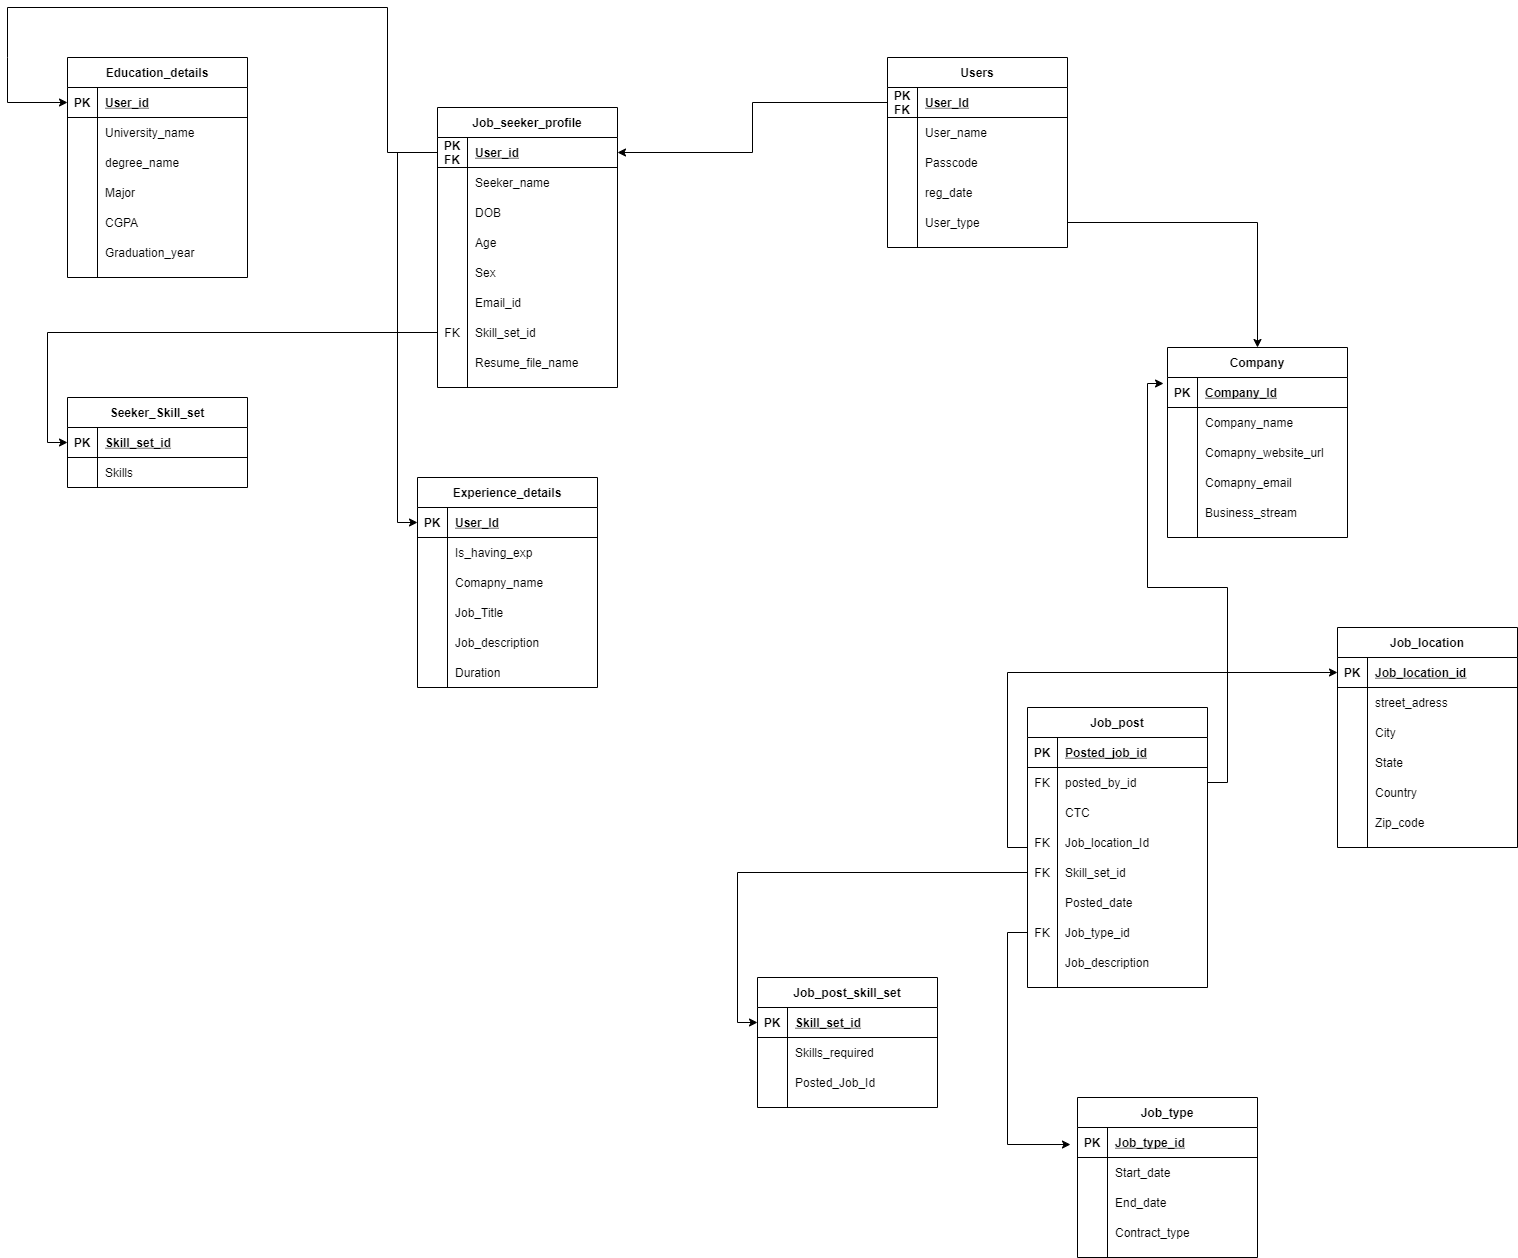 Education_details
PK User_id
University_name
degree_name
Major
CGPA
Graduation_year
Job_seeker_profile
PK
FK
User_id
Seeker_name
DOB
Age
Sex
Email_id
FK Skill_set_id
Resume_file_name
Users
PK
FK
User_Id
User_name
Passcode
reg_date
User_type
Seeker_Skill_set
PK Skill_set_id
Skills
Experience_details
PK User_Id
Is_having_exp
Comapny_name
Job_Title
Job_description
Duration
Company
PK Company_Id
Company_name
Comapny_website_url
Comapny_email
Business_stream
Job_location
PK Job_location_id
street_adress
City
State
Country
Zip_code
Job_post
PK Posted_job_id
FK posted_by_id
CTC
FK Job_location_Id
FK Skill_set_id
Posted_date
FK Job_type_id
Job_description
Job_post_skill_set
PK Skill_set_id
Skills_required
Posted_Job_Id
Job_type
PK Job_type_id
Start_date
End_date
Contract_type